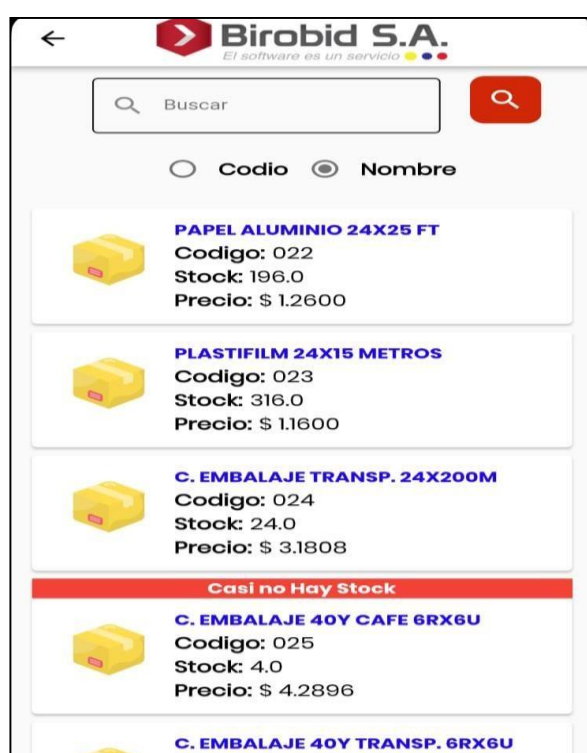 Birobid S.A.
El software es un servicio
Buscar
Codio
Nombre
PAPEL ALUMINIO 24X25 FT
Codigo: 022
Stock: 196.0
Precio: $ 1.2600
PLASTIFILM 24X15 METROS
Codigo: 023
Stock: 316.0
Precio: $ 1.1600
C. EMBALAJE TRANSP. 24X200M
Codigo: 024
Stock: 24.0
Precio: $ 3.1808
Casi no Hay Stock
C. EMBALAJE 40Y CAFE 6RX6U
Codigo: 025
Stock: 4.0
Precio: $ 4.2896
C. EMBALAJE 40Y TRANSP. 6RX6U